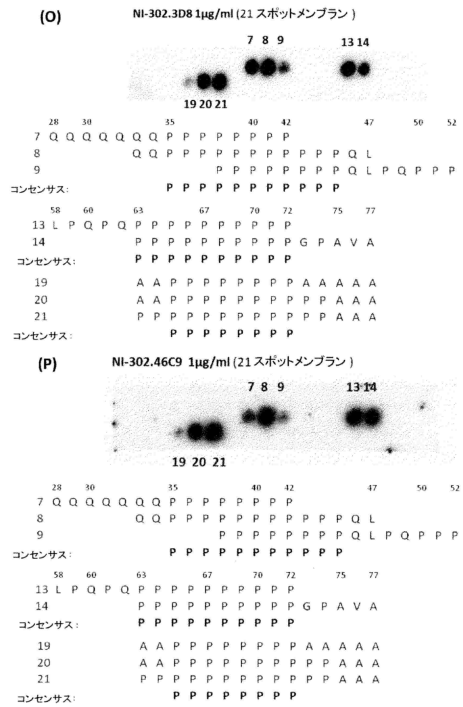 (O) NI-302.3D8 1μg/ml (21 スポットメンブラン )
7 8 9 13 14
19 20 21
28 30 35 40 42 47 50 52
7 Q Q Q Q Q Q Q P P P P P P P P
8 Q Q P P P P P P P P P P P Q L
9 P P P P P P P P Q L P Q P P P
コンセンサス: P P P P P P P P P P P
58 60 63 67 70 72 75 77
13 L P Q P Q P P P P P P P P P P
14 P P P P P P P P P P G P A V A
コンセンサス: P P P P P P P P P P
19 A A P P P P P P P P A A A A A
20 A A P P P P P P P P P P A A A
21 P P P P P P P P P P P P A A A
コンセンサス: P P P P P P P P
(P) NI-302.46C9 1μg/ml (21 スポットメンブラン )
7 8 9 13 14
19 20 21
28 30 35 40 42 47 50 52
7 Q Q Q Q Q Q Q P P P P P P P P
8 Q Q P P P P P P P P P P P Q L
9 P P P P P P P P Q L P Q P P P
コンセンサス: P P P P P P P P P P P
58 60 63 67 70 72 75 77
13 L P Q P Q P P P P P P P P P P
14 P P P P P P P P P P G P A V A
コンセンサス: P P P P P P P P P P
19 A A P P P P P P P P A A A A A
20 A A P P P P P P P P P P A A A
21 P P P P P P P P P P P P A A A
コンセンサス: P P P P P P P P